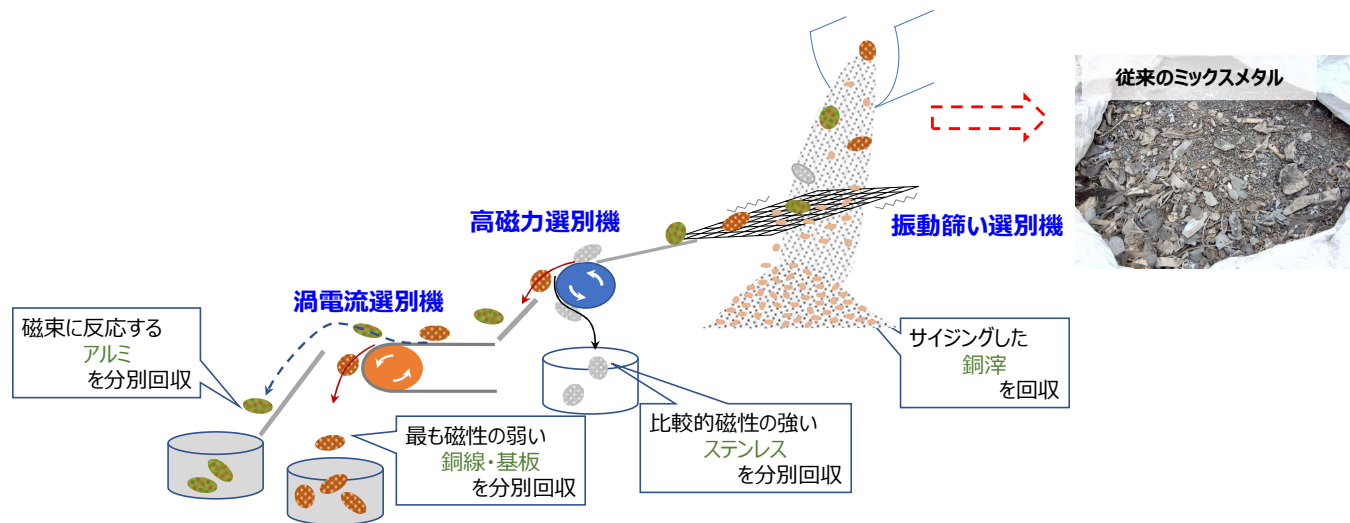 従来のミックスメタル
振動篩い選別機
高磁力選別機
渦電流選別機
磁束に反応する
アルミ
を分別回収
最も磁性の弱い
銅線・基板
を分別回収
比較的磁性の強い
ステンレス
を分別回収
サイジングした
銅滓
を回収